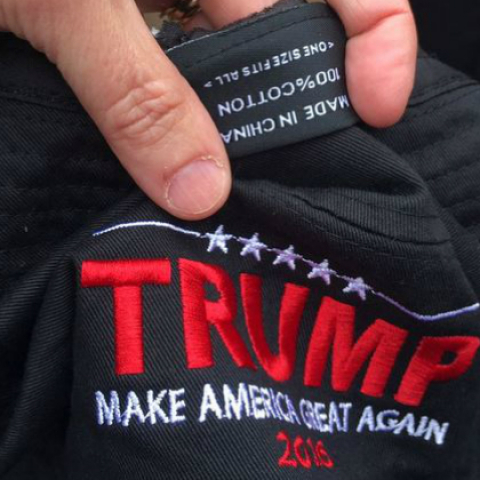 < ONE SIZE FITS ALL >
100% COTTON
MADE IN CHINA
TRUMP
MAKE AMERICA GREAT AGAIN
2016